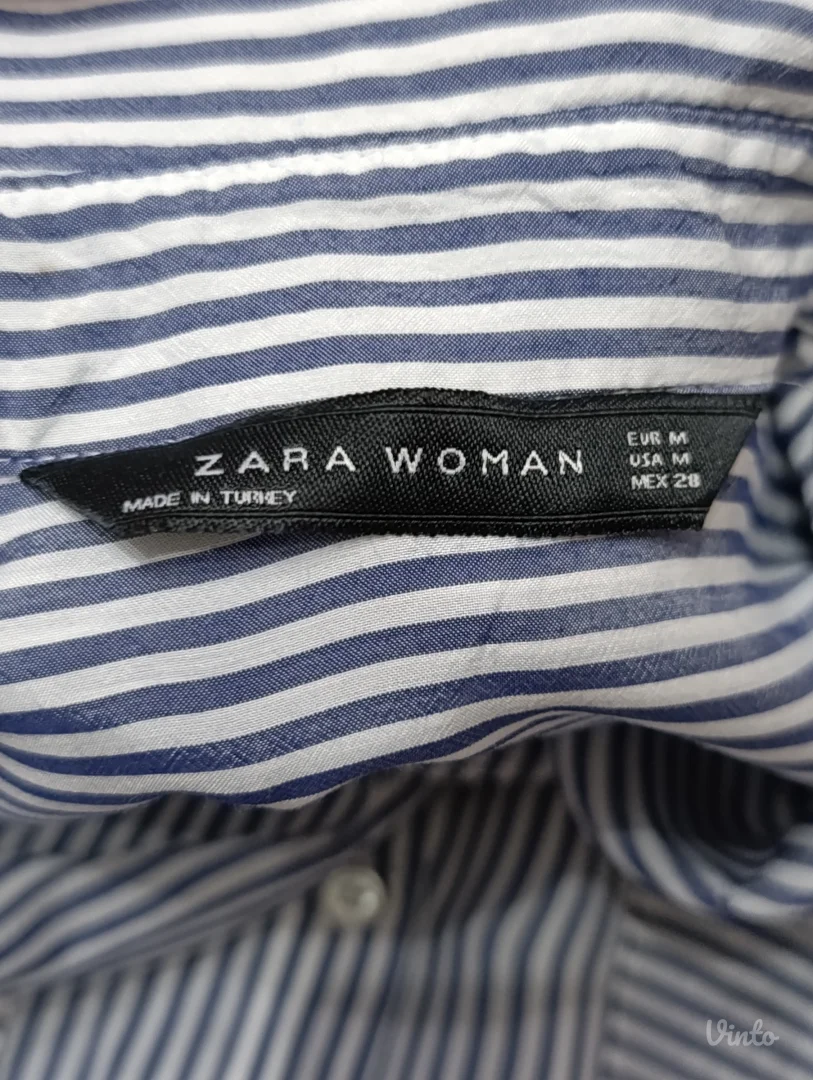 ZARA WOMAN
MADE IN TURKEY
EUR M
USA M
MEX 28
Vinto